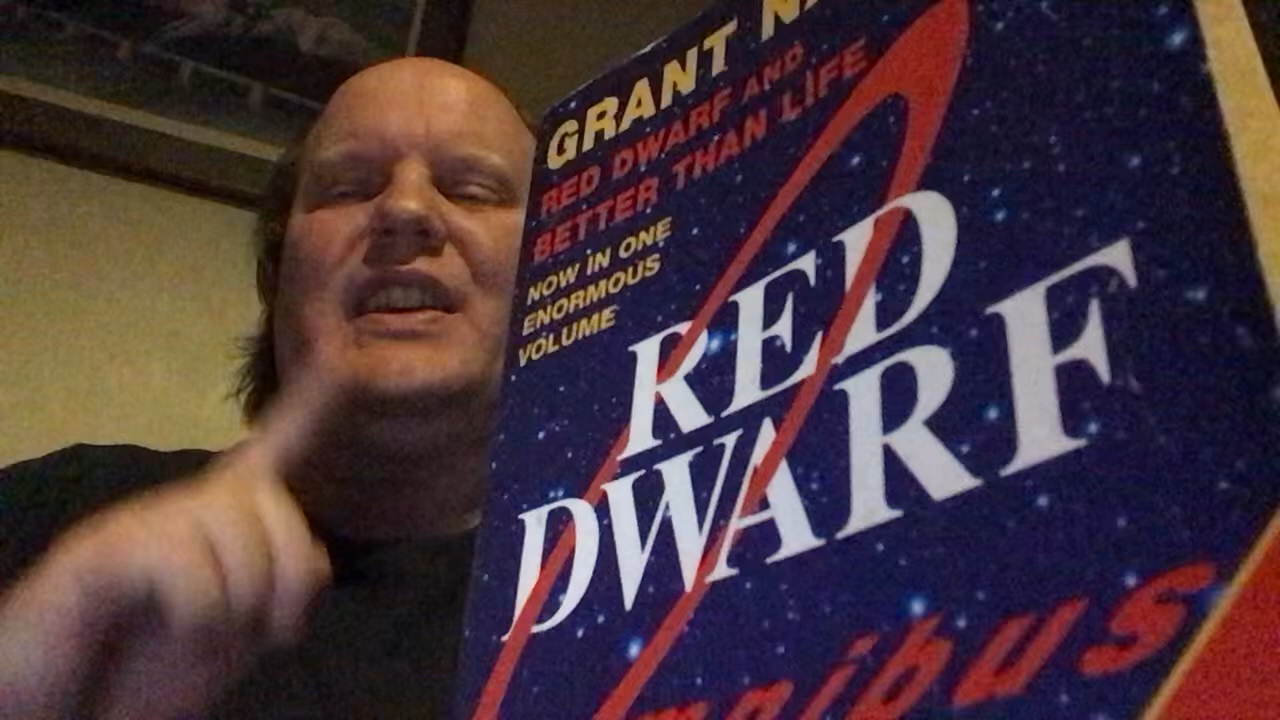 GRANT
RED DWARF AND
BETTER THAN LIFE
NOW IN ONE
ENORMOUS
VOLUME
RED
DWARF